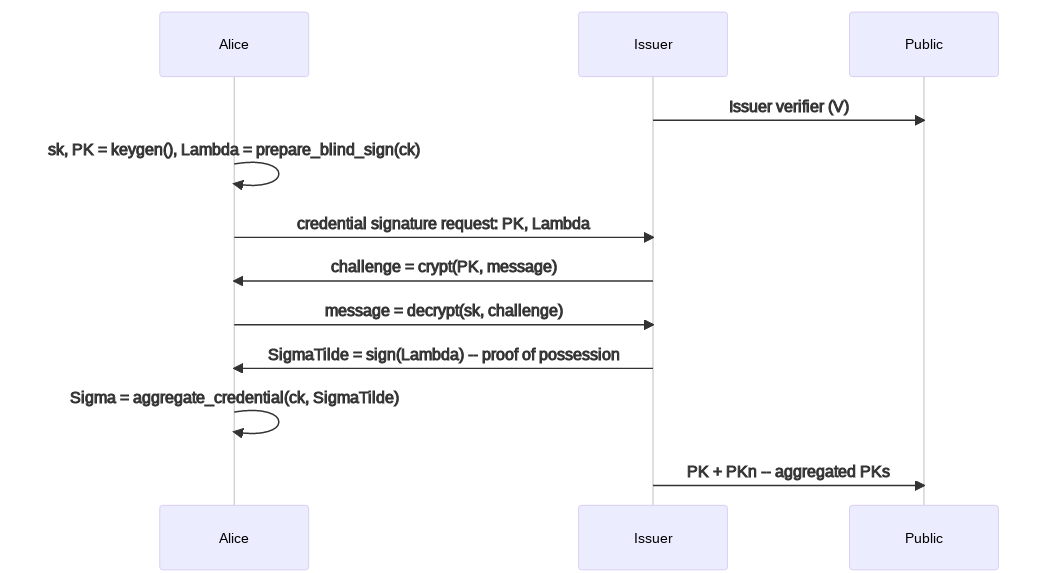 Alice
Issuer
Public
Issuer verifier (V)
sk, PK = keygen(), Lambda = prepare_blind_sign(ck)
credential signature request: PK, Lambda
challenge = crypt(PK, message)
message = decrypt(sk, challenge)
SigmaTilde = sign(Lambda) -- proof of possession
Sigma = aggregate_credential(ck, SigmaTilde)
PK + PKn -- aggregated PKs
Alice
Issuer
Public